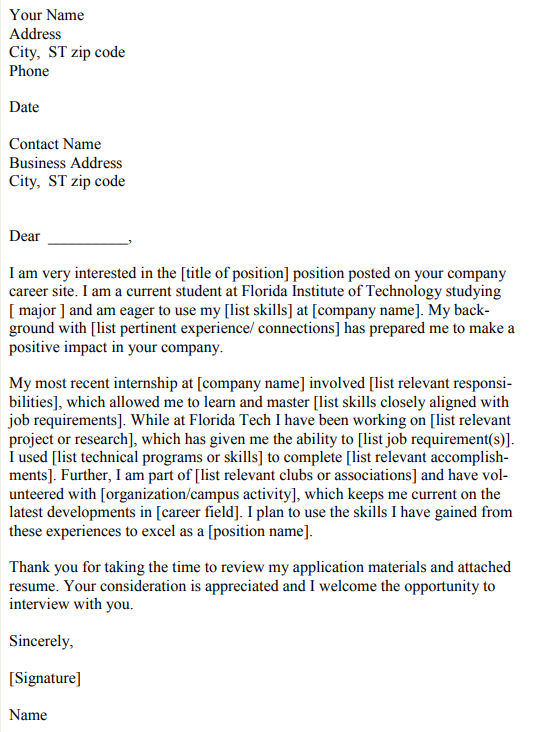 Your Name
Address
City,  ST zip code
Phone
Date
Contact Name
Business Address
City,  ST zip code
Dear __________,
I am very interested in the [title of position] position posted on your company
career site. I am a current student at Florida Institute of Technology studying
[ major ] and am eager to use my [list skills] at [company name]. My back-
ground with [list pertinent experience/ connections] has prepared me to make a
positive impact in your company.
My most recent internship at [company name] involved [list relevant responsi-
bilities], which allowed me to learn and master [list skills closely aligned with
job requirements]. While at Florida Tech I have been working on [list relevant
project or research], which has given me the ability to [list job requirement(s)].
I used [list technical programs or skills] to complete [list relevant accomplish-
ments]. Further, I am part of [list relevant clubs or associations] and have vol-
unteered with [organization/campus activity], which keeps me current on the
latest developments in [career field]. I plan to use the skills I have gained from
these experiences to excel as a [position name].
Thank you for taking the time to review my application materials and attached
resume. Your consideration is appreciated and I welcome the opportunity to
interview with you.
Sincerely,
[Signature]
Name